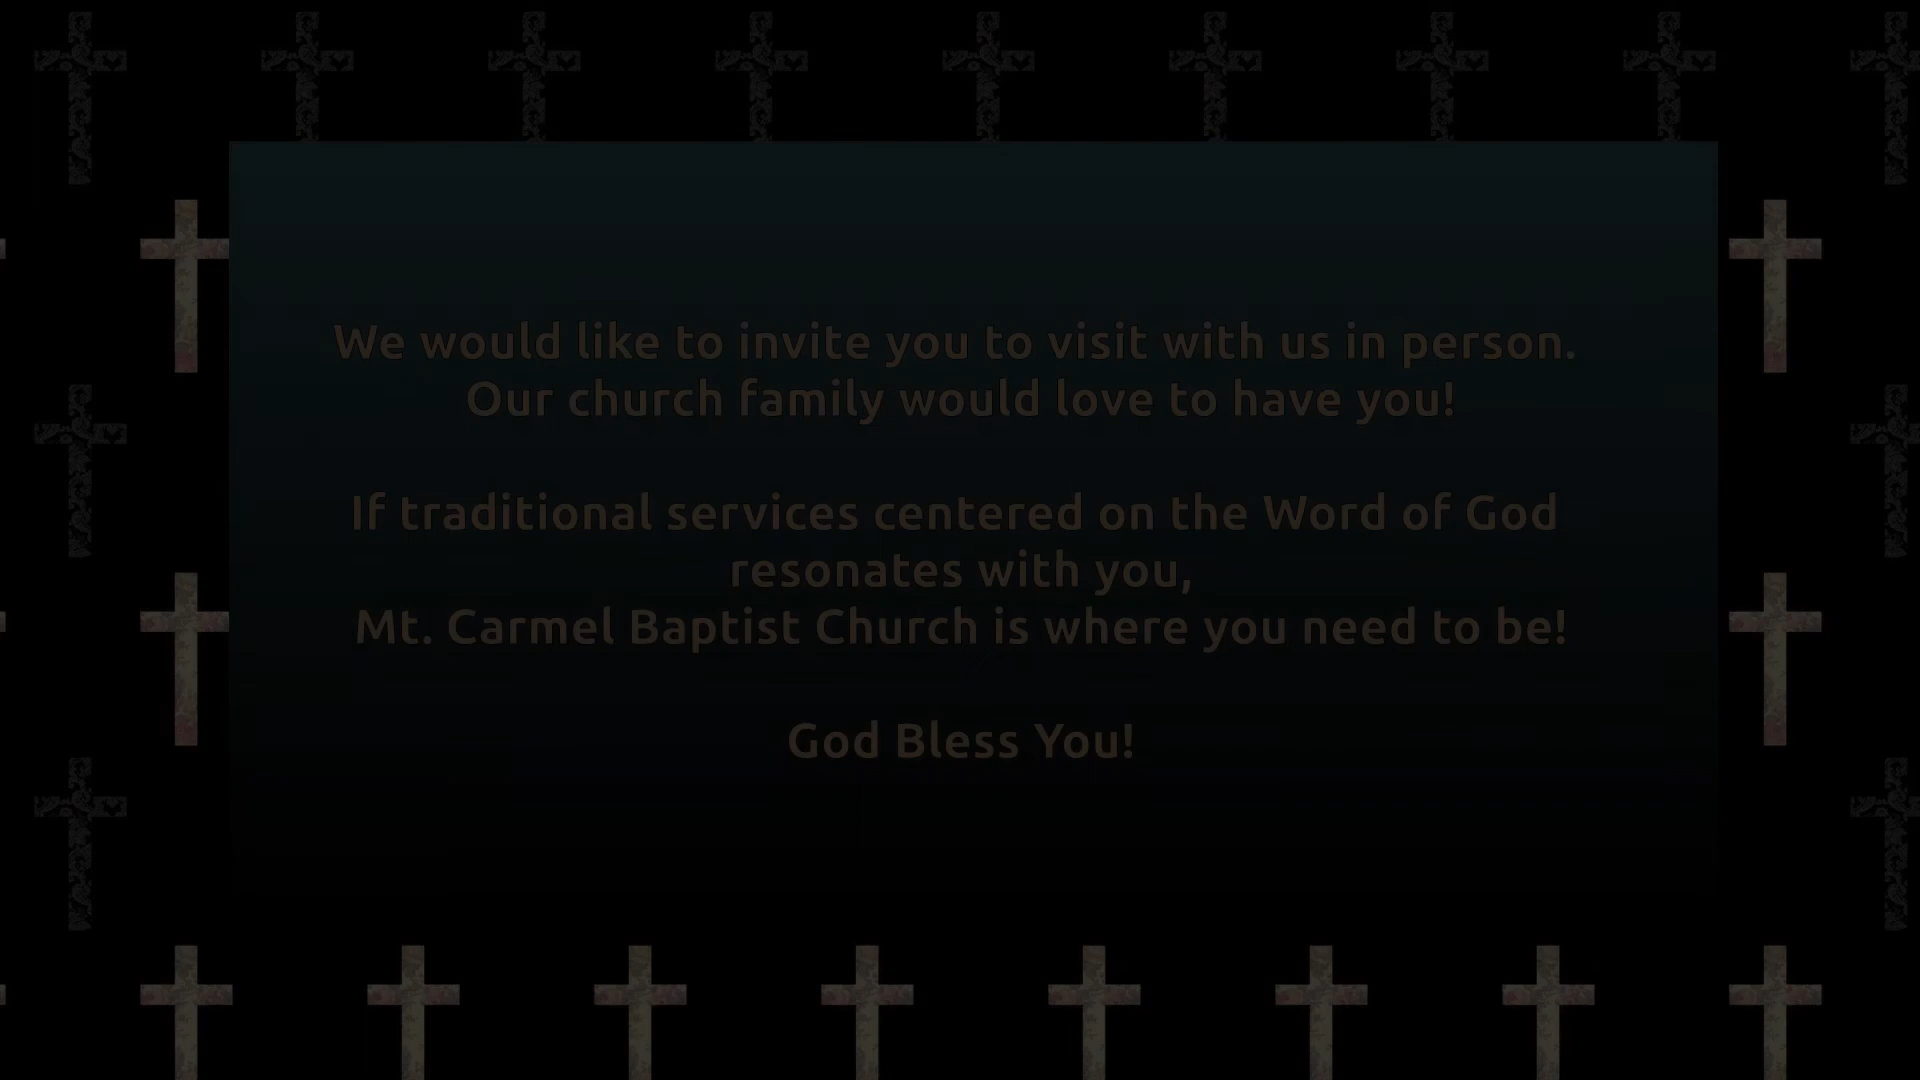 We would like to invite you to visit with us in person.
Our church family would love to have you!
If traditional services centered on the Word of God
resonates with you,
Mt. Carmel Baptist Church is where you need to be!
God Bless You!